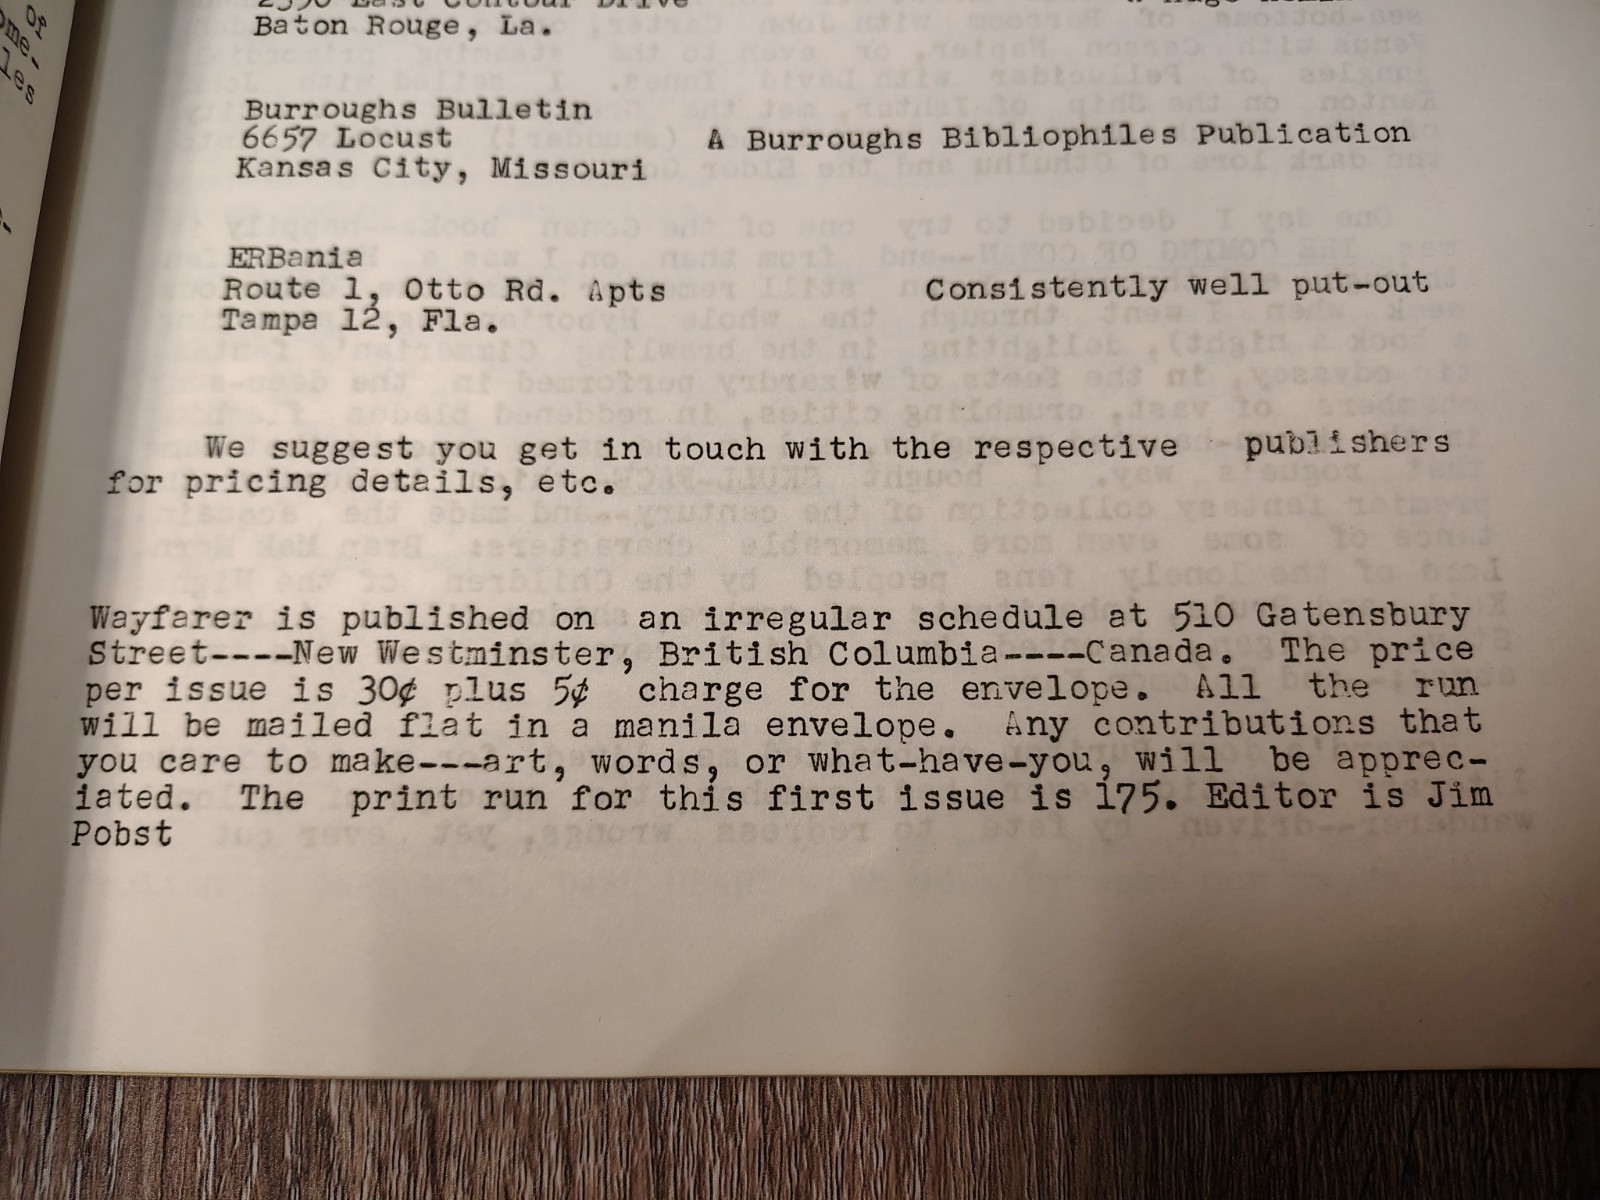 of
ome-
les
Baton Rouge, La.
Burroughs Bulletin
6657 Locust A Burroughs Bibliophiles Publication
Kansas City, Missouri
ERBania
Route 1, Otto Rd. Apts Consistently well put-out
Tampa 12, Fla.
We suggest you get in touch with the respective publishers
for pricing details, etc.
Wayfarer is published on an irregular schedule at 510 Gatensbury
Street----New Westminster, British Columbia----Canada. The price
per issue is 30¢ plus 5¢ charge for the envelope. All the run
will be mailed flat in a manila envelope. Any contributions that
you care to make---art, words, or what-have-you, will be apprec-
iated. The print run for this first issue is 175. Editor is Jim
Pobst